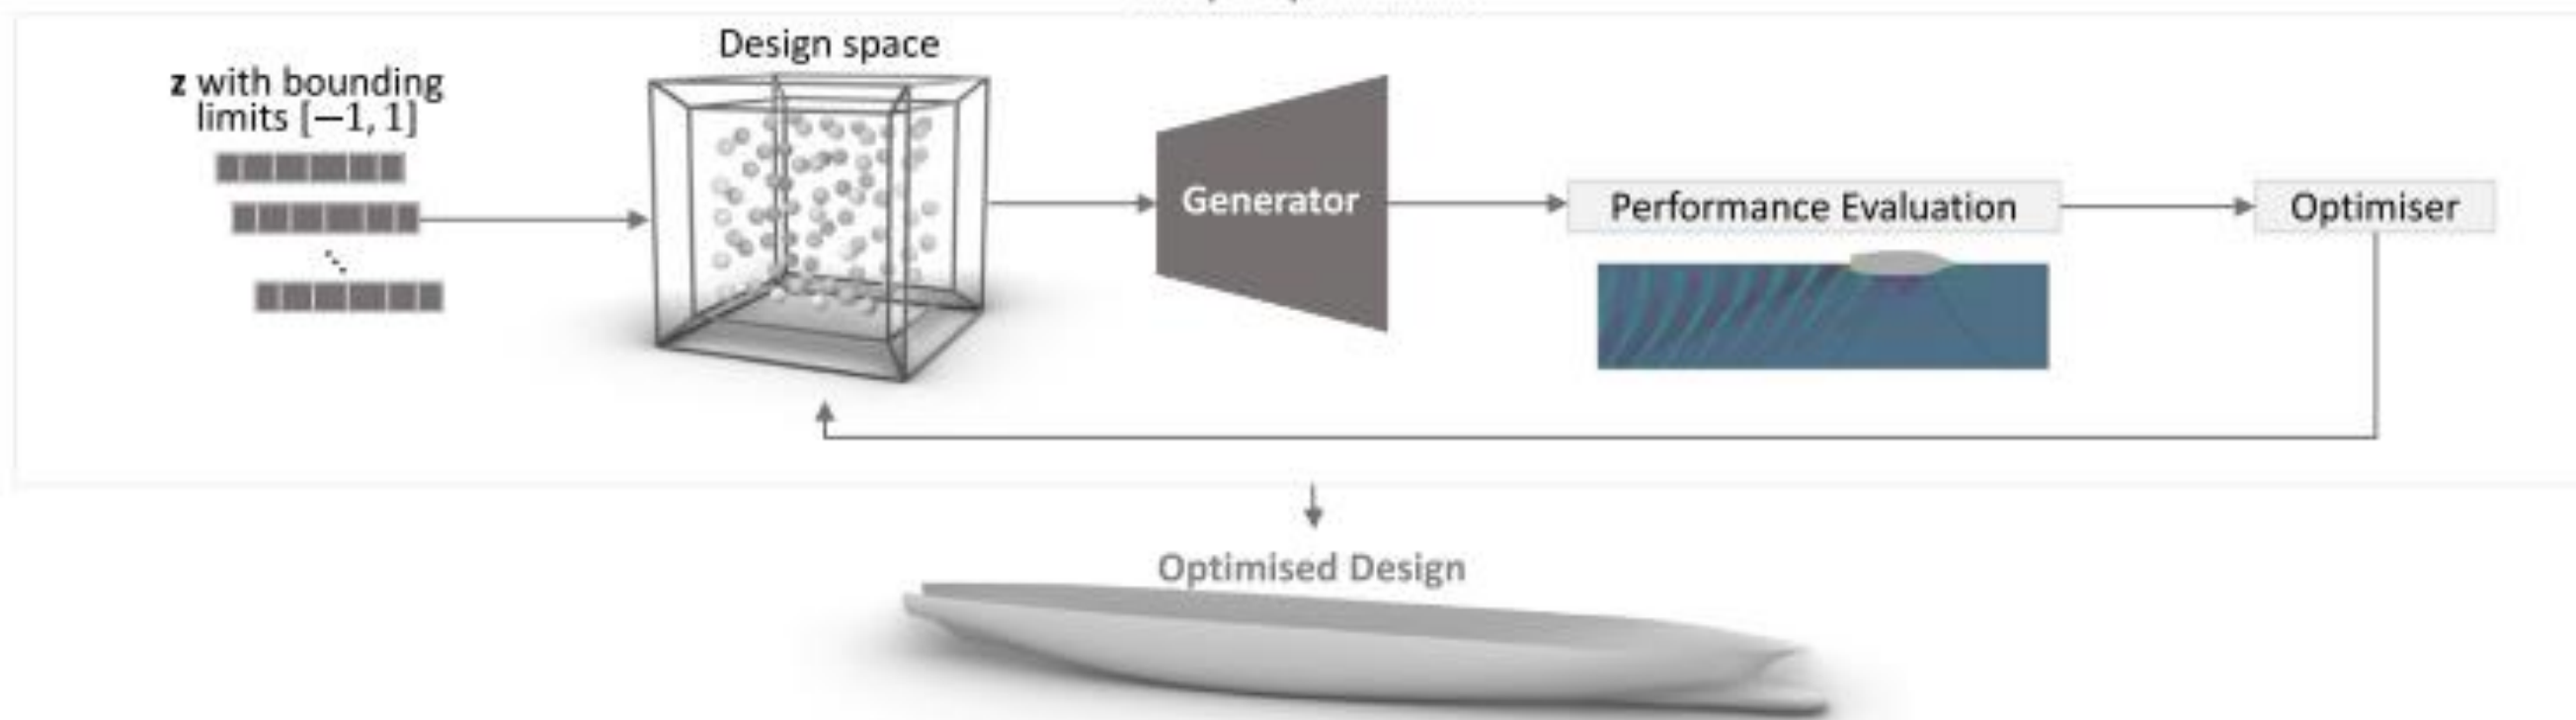 Design space
z with bounding
limits [−1, 1]
Generator
Performance Evaluation
Optimiser
Optimised Design